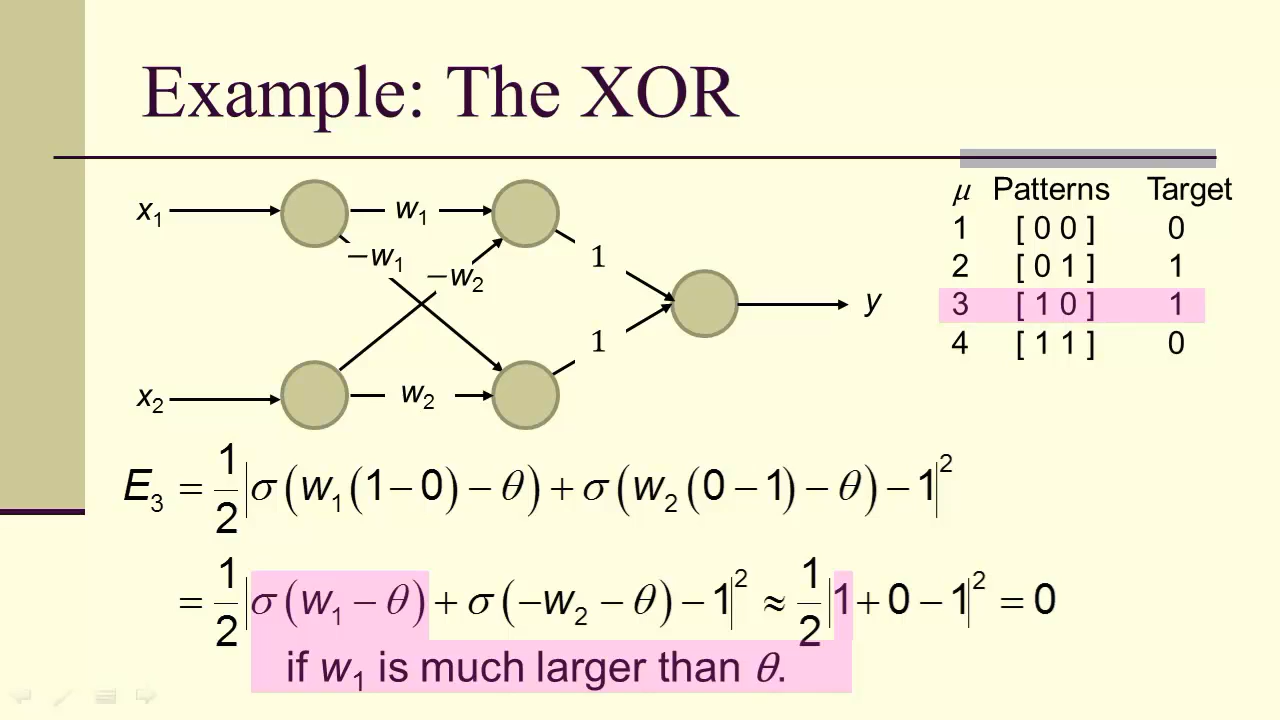 Example: The XOR
μ Patterns Target
1 [ 0 0 ] 0
2 [ 0 1 ] 1
3 [ 1 0 ] 1
4 [ 1 1 ] 0
x₁
w₁
−w₁
−w₂
1
y
1
x₂
w₂
E₃ = 1/2 |σ(w₁(1−0)−θ)+σ(w₂(0−1)−θ)−1|²
= 1/2 |σ(w₁−θ)+σ(−w₂−θ)−1|² ≈ 1/2 |1+0−1|² = 0
if w₁ is much larger than θ.